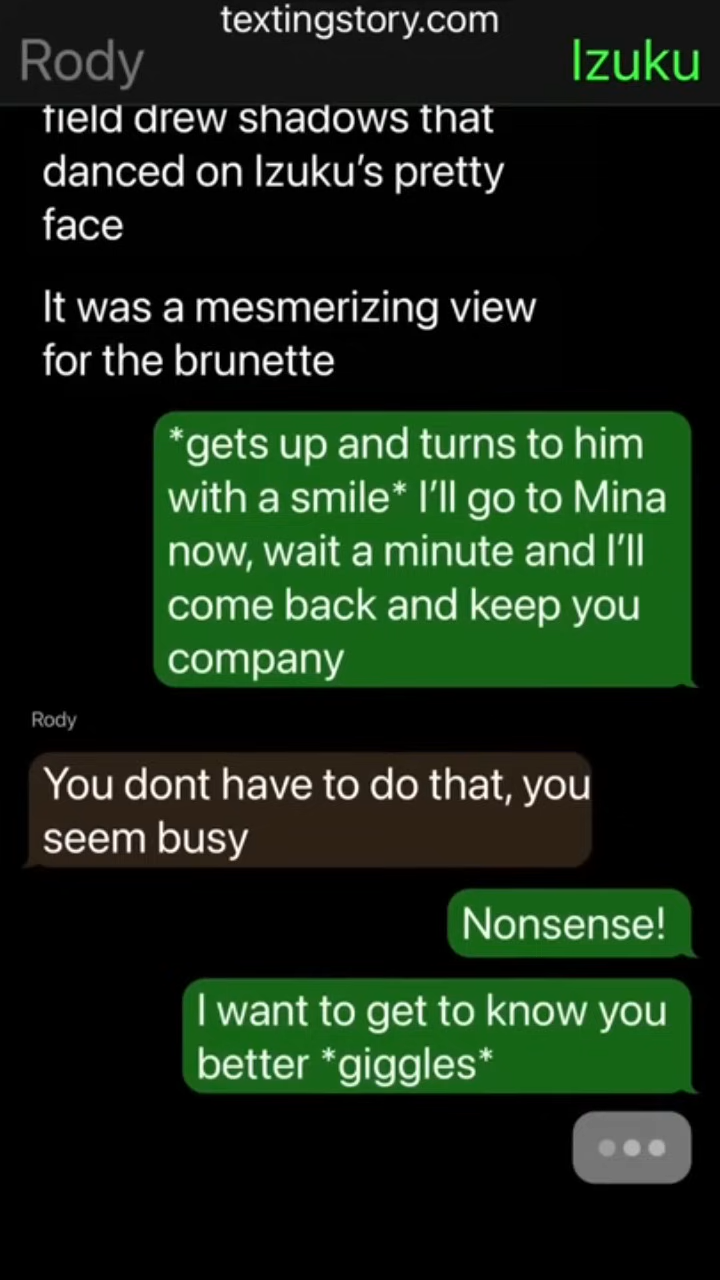 textingstory.com
Rody
Izuku
field drew shadows that
danced on Izuku’s pretty
face
It was a mesmerizing view
for the brunette
*gets up and turns to him
with a smile* I’ll go to Mina
now, wait a minute and I’ll
come back and keep you
company
Rody
You dont have to do that, you
seem busy
Nonsense!
I want to get to know you
better *giggles*